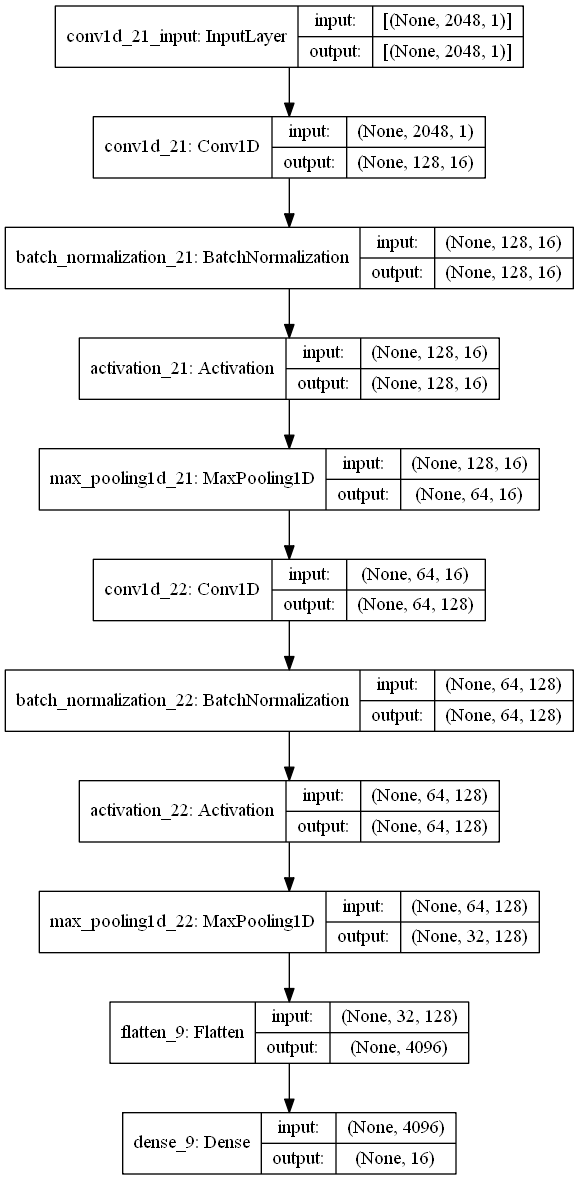 conv1d_21_input: InputLayer
input: [(None, 2048, 1)]
output: [(None, 2048, 1)]
conv1d_21: Conv1D
input: (None, 2048, 1)
output: (None, 128, 16)
batch_normalization_21: BatchNormalization
input: (None, 128, 16)
output: (None, 128, 16)
activation_21: Activation
input: (None, 128, 16)
output: (None, 128, 16)
max_pooling1d_21: MaxPooling1D
input: (None, 128, 16)
output: (None, 64, 16)
conv1d_22: Conv1D
input: (None, 64, 16)
output: (None, 64, 128)
batch_normalization_22: BatchNormalization
input: (None, 64, 128)
output: (None, 64, 128)
activation_22: Activation
input: (None, 64, 128)
output: (None, 64, 128)
max_pooling1d_22: MaxPooling1D
input: (None, 64, 128)
output: (None, 32, 128)
flatten_9: Flatten
input: (None, 32, 128)
output: (None, 4096)
dense_9: Dense
input: (None, 4096)
output: (None, 16)